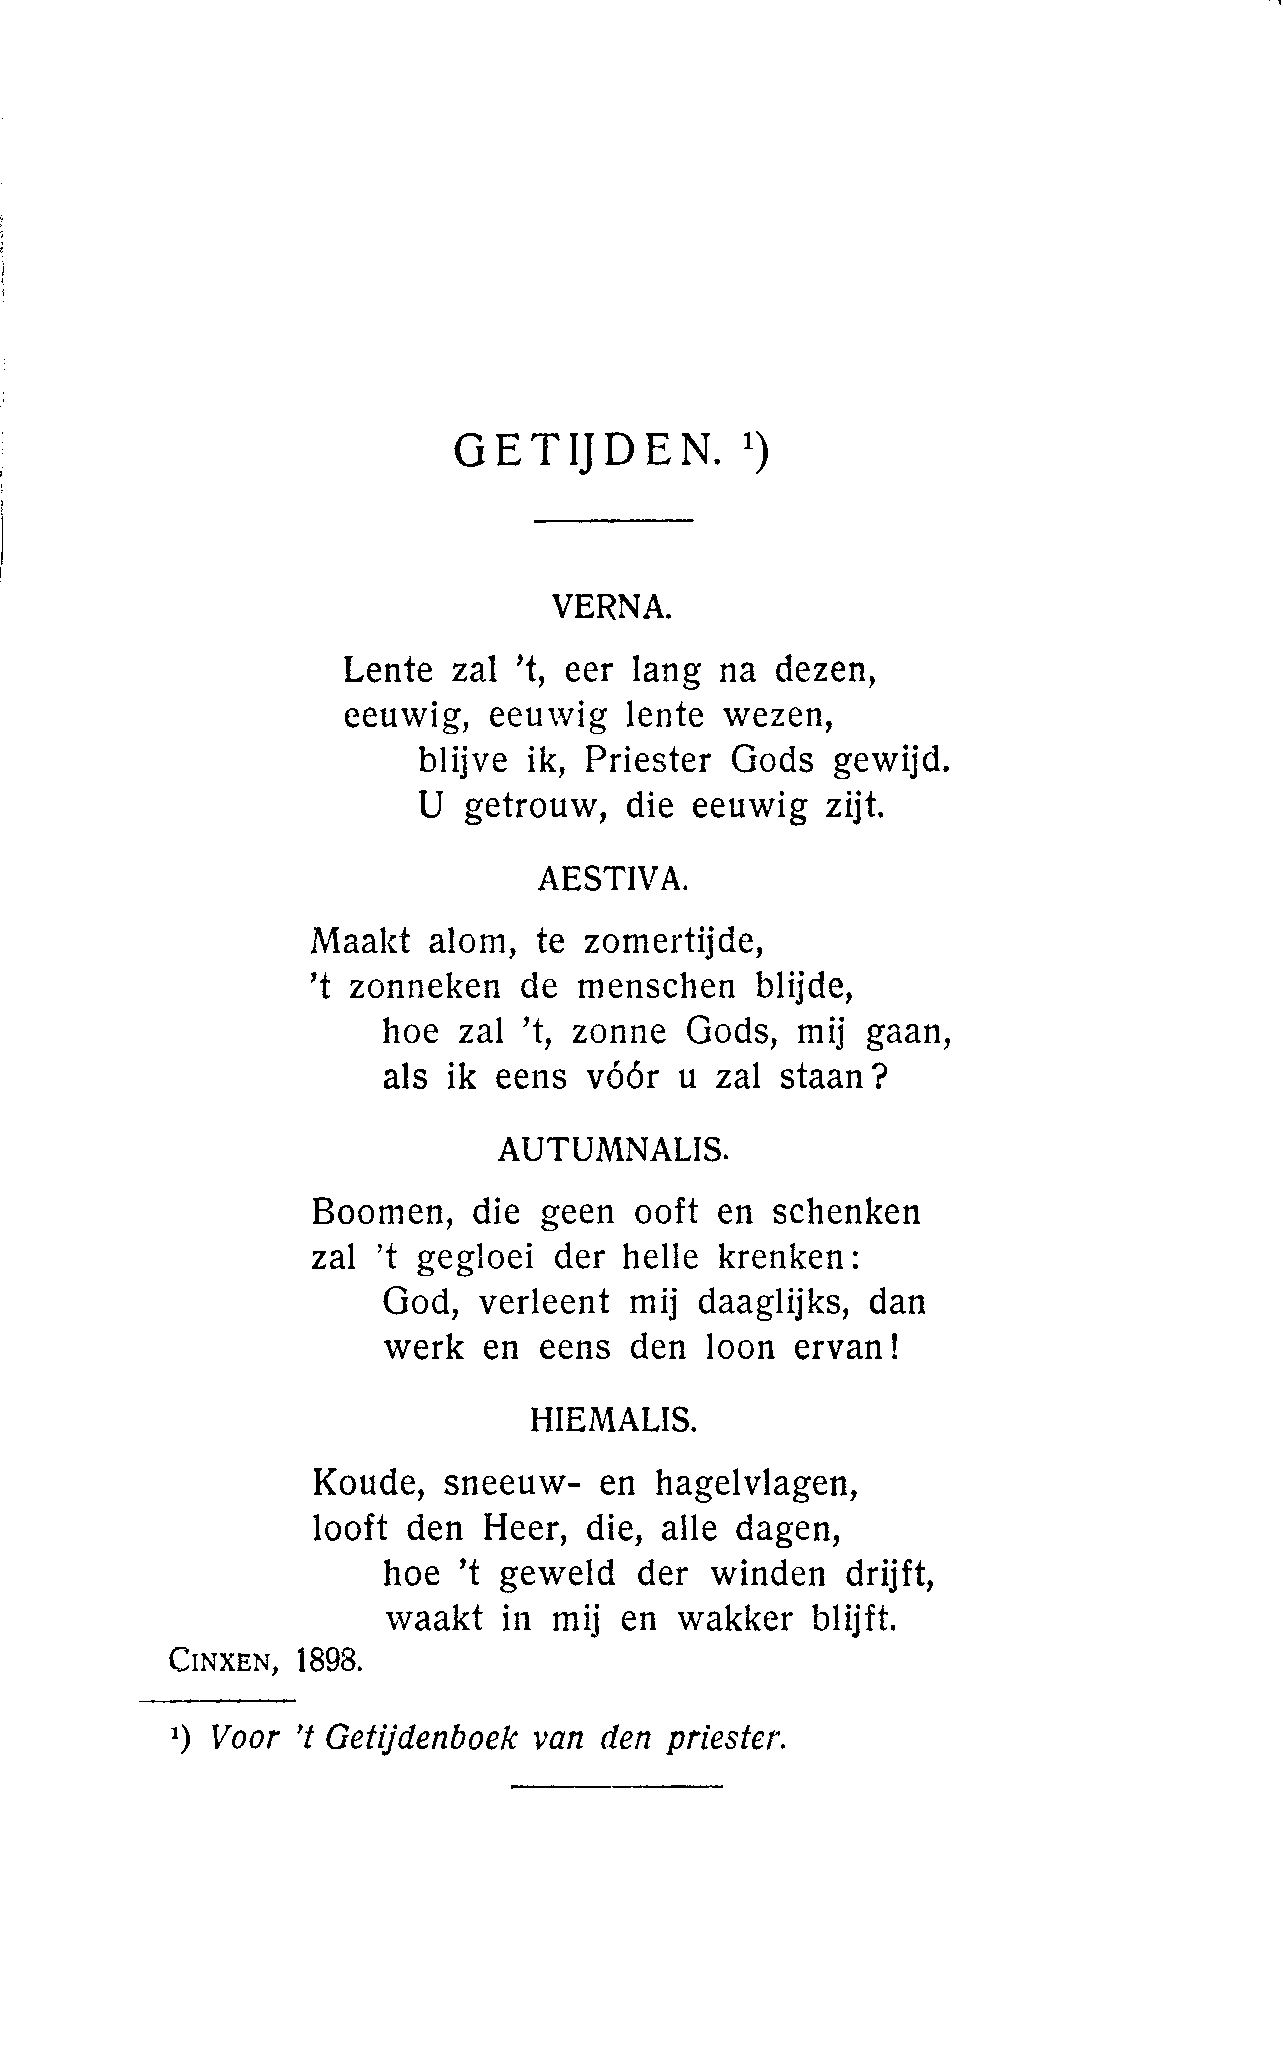 GETIJDEN. ¹)
VERNA.
Lente zal ’t, eer lang na dezen,
eeuwig, eeuwig lente wezen,
blijve ik, Priester Gods gewijd.
U getrouw, die eeuwig zijt.
AESTIVA.
Maakt alom, te zomertijde,
’t zonneken de menschen blijde,
hoe zal ’t, zonne Gods, mij gaan,
als ik eens vóór u zal staan?
AUTUMNALIS.
Boomen, die geen ooft en schenken
zal ’t gegloei der helle krenken:
God, verleent mij daaglijks, dan
werk en eens den loon ervan!
HIEMALIS.
Koude, sneeuw- en hagelvlagen,
looft den Heer, die, alle dagen,
hoe ’t geweld der winden drijft,
waakt in mij en wakker blijft.
CINXEN, 1898.
¹) Voor ’t Getijdenboek van den priester.